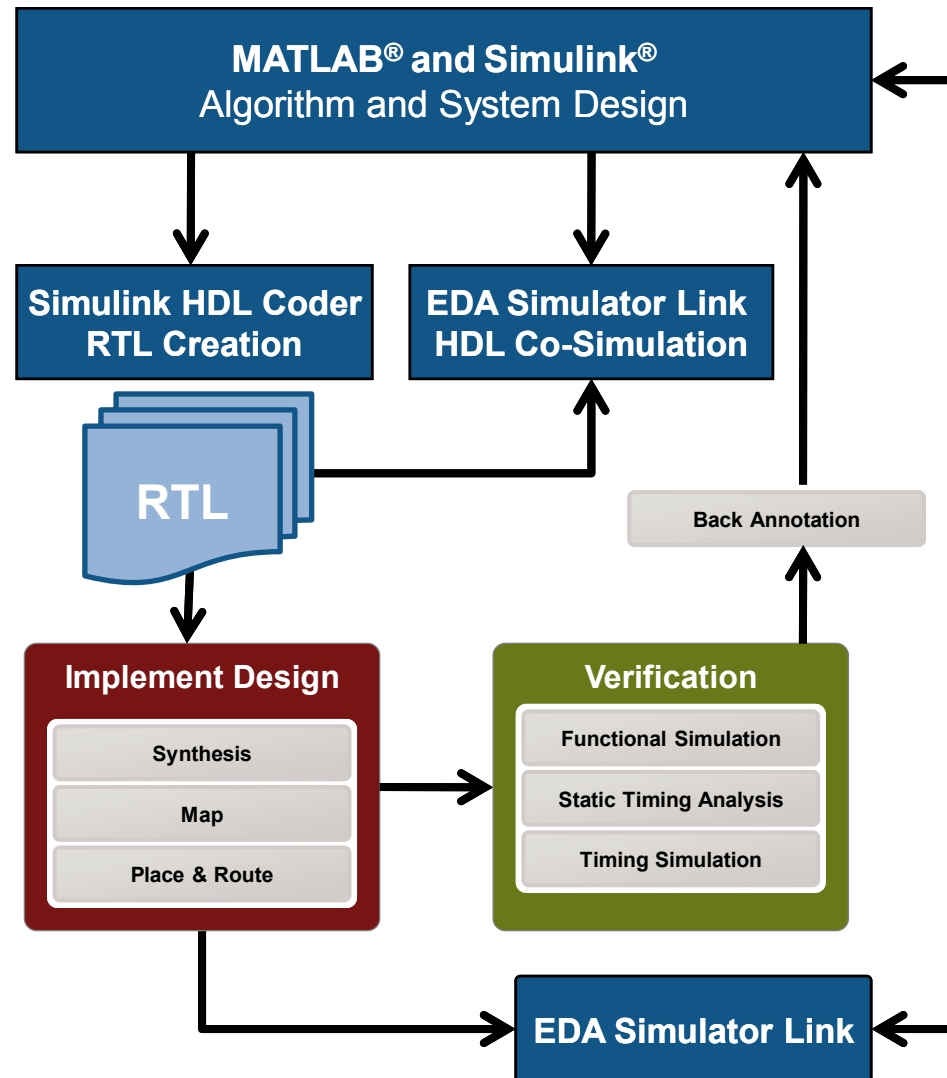 MATLAB® and Simulink®
Algorithm and System Design
Simulink HDL Coder
RTL Creation
EDA Simulator Link
HDL Co-Simulation
RTL
Back Annotation
Implement Design
Synthesis
Map
Place & Route
Verification
Functional Simulation
Static Timing Analysis
Timing Simulation
EDA Simulator Link